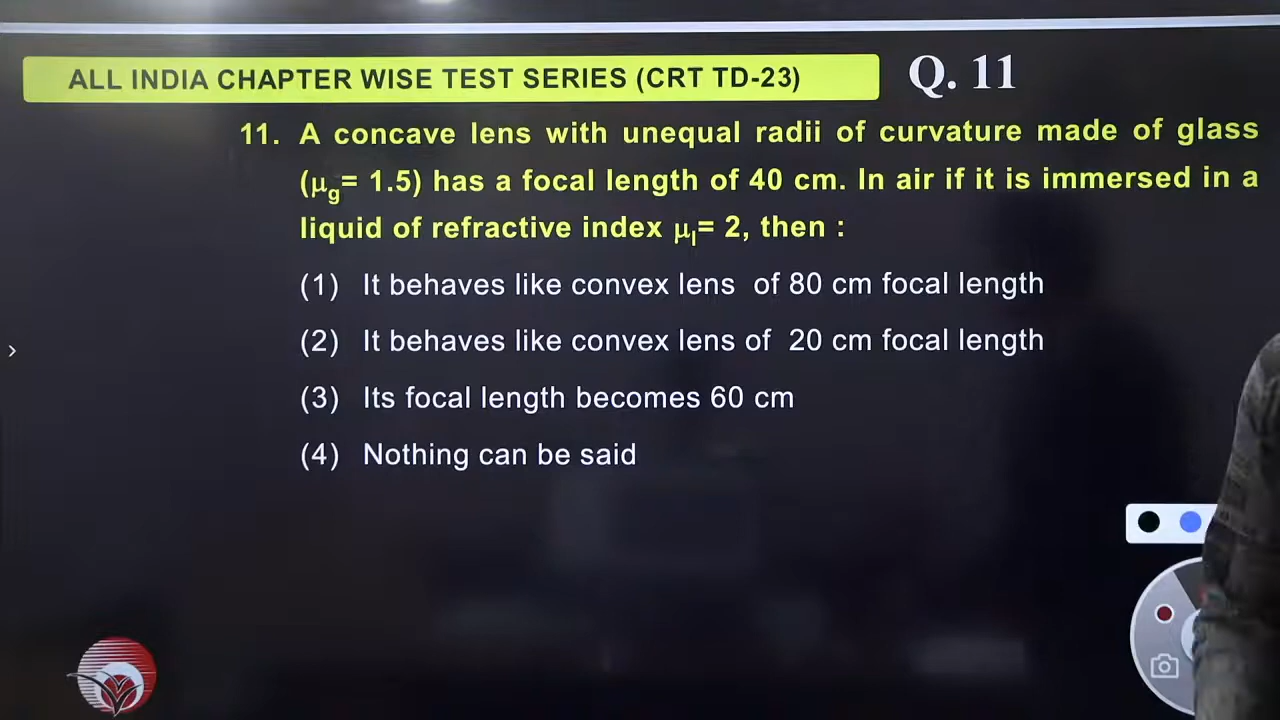 ALL INDIA CHAPTER WISE TEST SERIES (CRT TD-23) Q. 11
11. A concave lens with unequal radii of curvature made of glass
(μg= 1.5) has a focal length of 40 cm. In air if it is immersed in a
liquid of refractive index μl= 2, then :
(1) It behaves like convex lens of 80 cm focal length
(2) It behaves like convex lens of 20 cm focal length
(3) Its focal length becomes 60 cm
(4) Nothing can be said